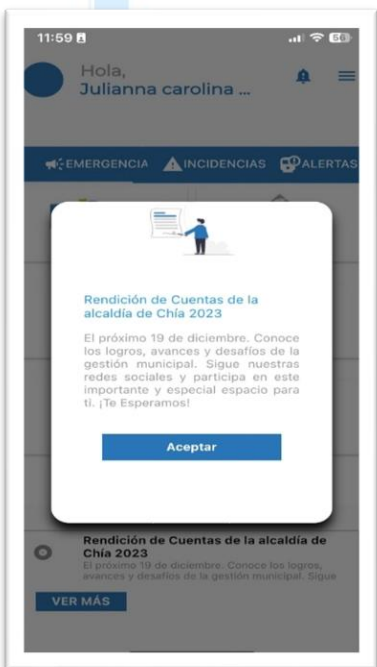 11:59
56
Hola,
Julianna carolina ...
EMERGENCIA INCIDENCIAS ALERTAS
Rendición de Cuentas de la
alcaldía de Chía 2023
El próximo 19 de diciembre. Conoce
los logros, avances y desafíos de la
gestión municipal. Sigue nuestras
redes sociales y participa en este
importante y especial espacio para
ti. ¡Te Esperamos!
Aceptar
Rendición de Cuentas de la alcaldía de
Chía 2023
El próximo 19 de diciembre. Conoce los logros,
avances y desafíos de la gestión municipal. Sigue
VER MÁS